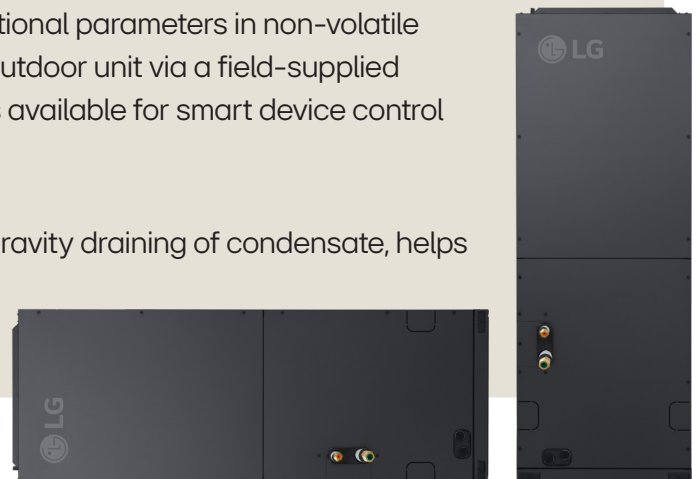 tional parameters in non-volatile
utdoor unit via a field-supplied
s available for smart device control
ravity draining of condensate, helps
LG
LG